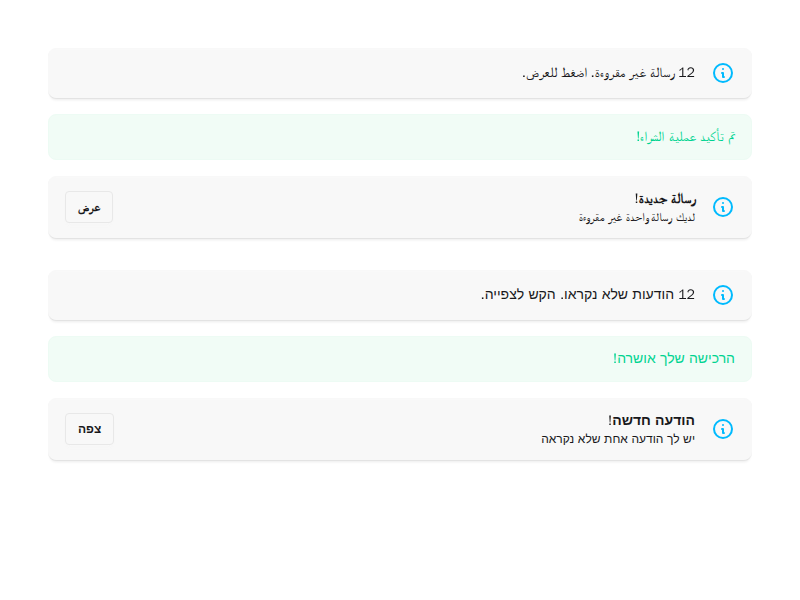 12 رسالة غير مقروءة. اضغط للعرض.
تم تأكيد عملية الشراء!
رسالة جديدة!
لديك رسالة واحدة غير مقروءة
عرض
12 הודעות שלא נקראו. הקש לצפייה.
הרכישה שלך אושרה!
הודעה חדשה!
יש לך הודעה אחת שלא נקראה
צפה